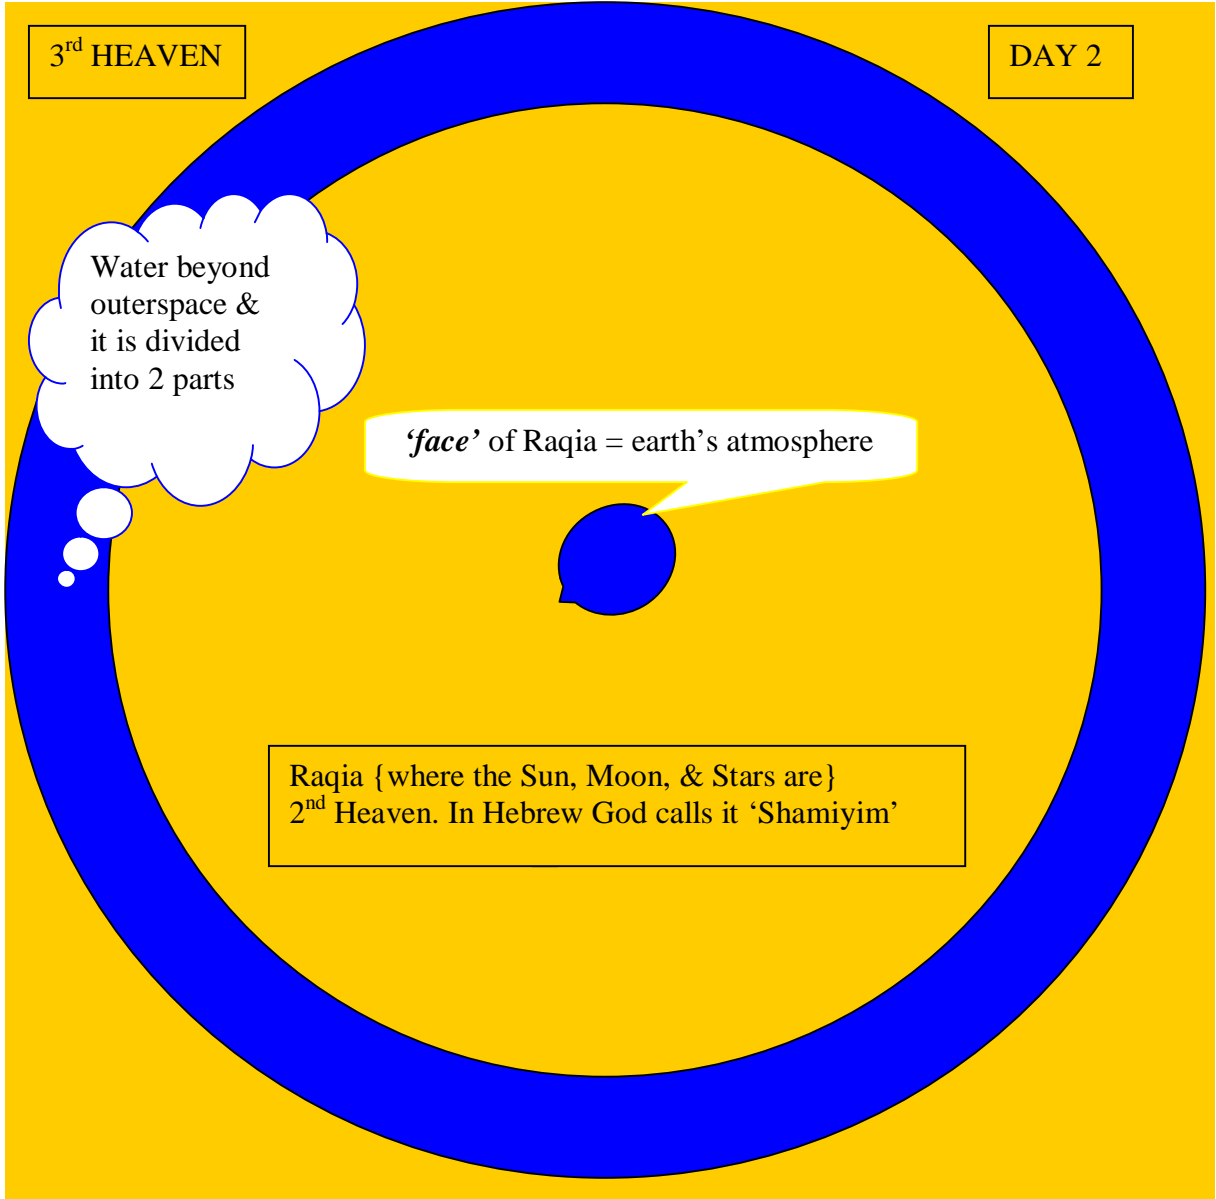 3rd HEAVEN
DAY 2
Water beyond
outerspace &
it is divided
into 2 parts
‘face’ of Raqia = earth’s atmosphere
Raqia {where the Sun, Moon, & Stars are}
2nd Heaven. In Hebrew God calls it ‘Shamiyim’